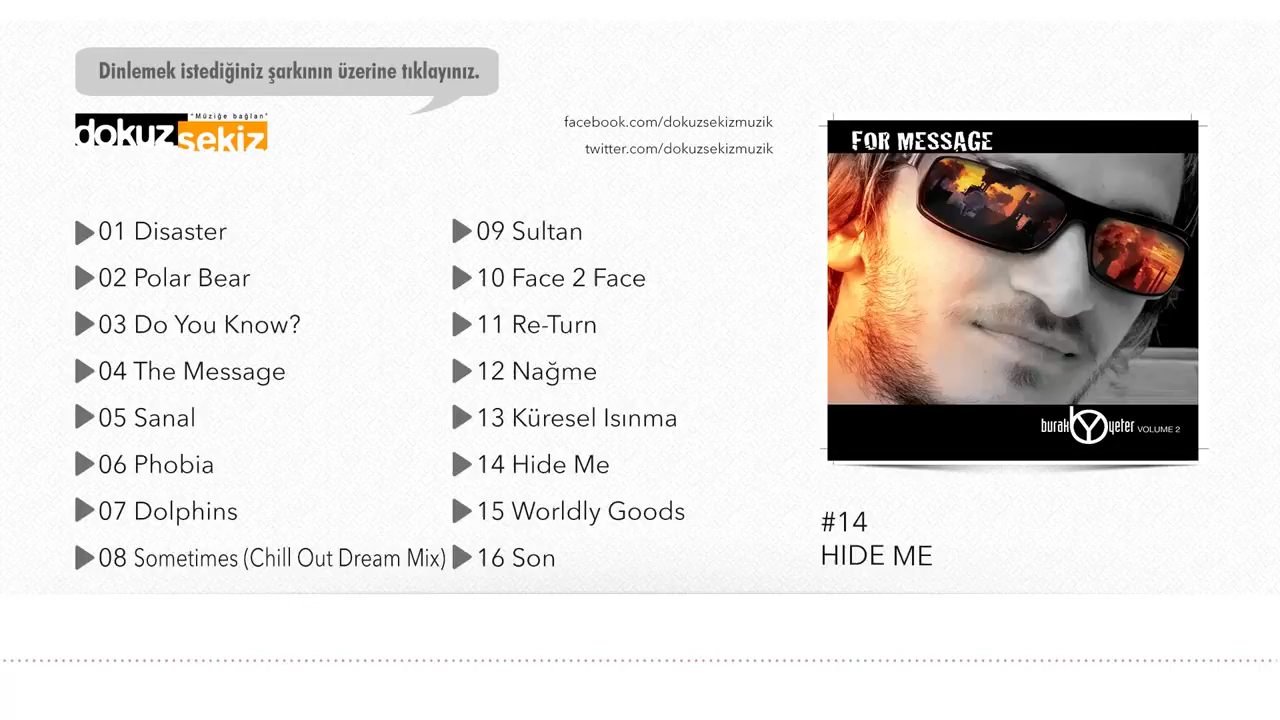 Dinlemek istediğiniz şarkının üzerine tıklayınız.
"Müziğe bağlan"
dokuz sekiz
facebook.com/dokuzsekizmuzik
twitter.com/dokuzsekizmuzik
01 Disaster
02 Polar Bear
03 Do You Know?
04 The Message
05 Sanal
06 Phobia
07 Dolphins
08 Sometimes (Chill Out Dream Mix)
09 Sultan
10 Face 2 Face
11 Re-Turn
12 Nağme
13 Küresel Isınma
14 Hide Me
15 Worldly Goods
16 Son
FOR MESSAGE
burak bY yeter VOLUME 2
#14
HIDE ME